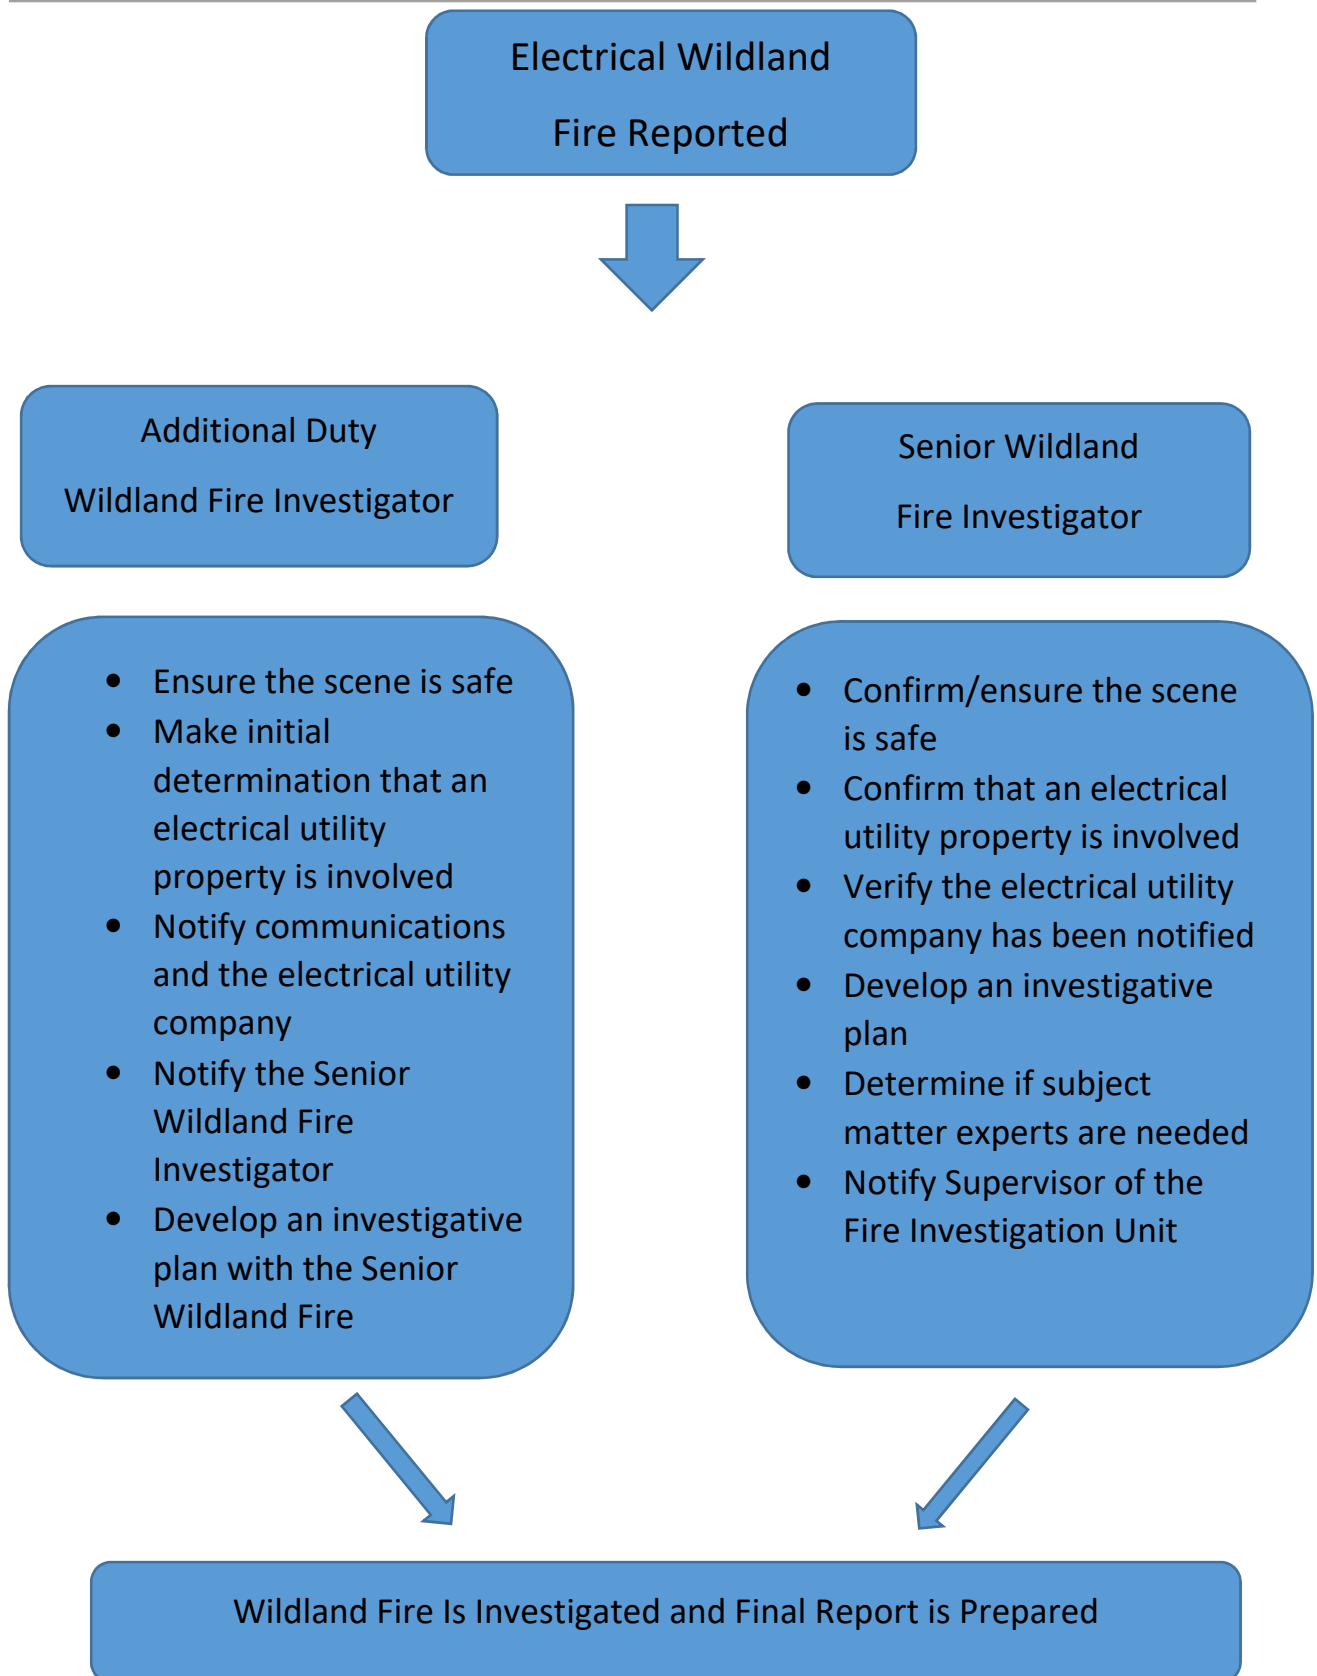 Electrical Wildland
Fire Reported
Additional Duty
Wildland Fire Investigator
• Ensure the scene is safe
• Make initial
determination that an
electrical utility
property is involved
• Notify communications
and the electrical utility
company
• Notify the Senior
Wildland Fire
Investigator
• Develop an investigative
plan with the Senior
Wildland Fire
Senior Wildland
Fire Investigator
• Confirm/ensure the scene
is safe
• Confirm that an electrical
utility property is involved
• Verify the electrical utility
company has been notified
• Develop an investigative
plan
• Determine if subject
matter experts are needed
• Notify Supervisor of the
Fire Investigation Unit
Wildland Fire Is Investigated and Final Report is Prepared